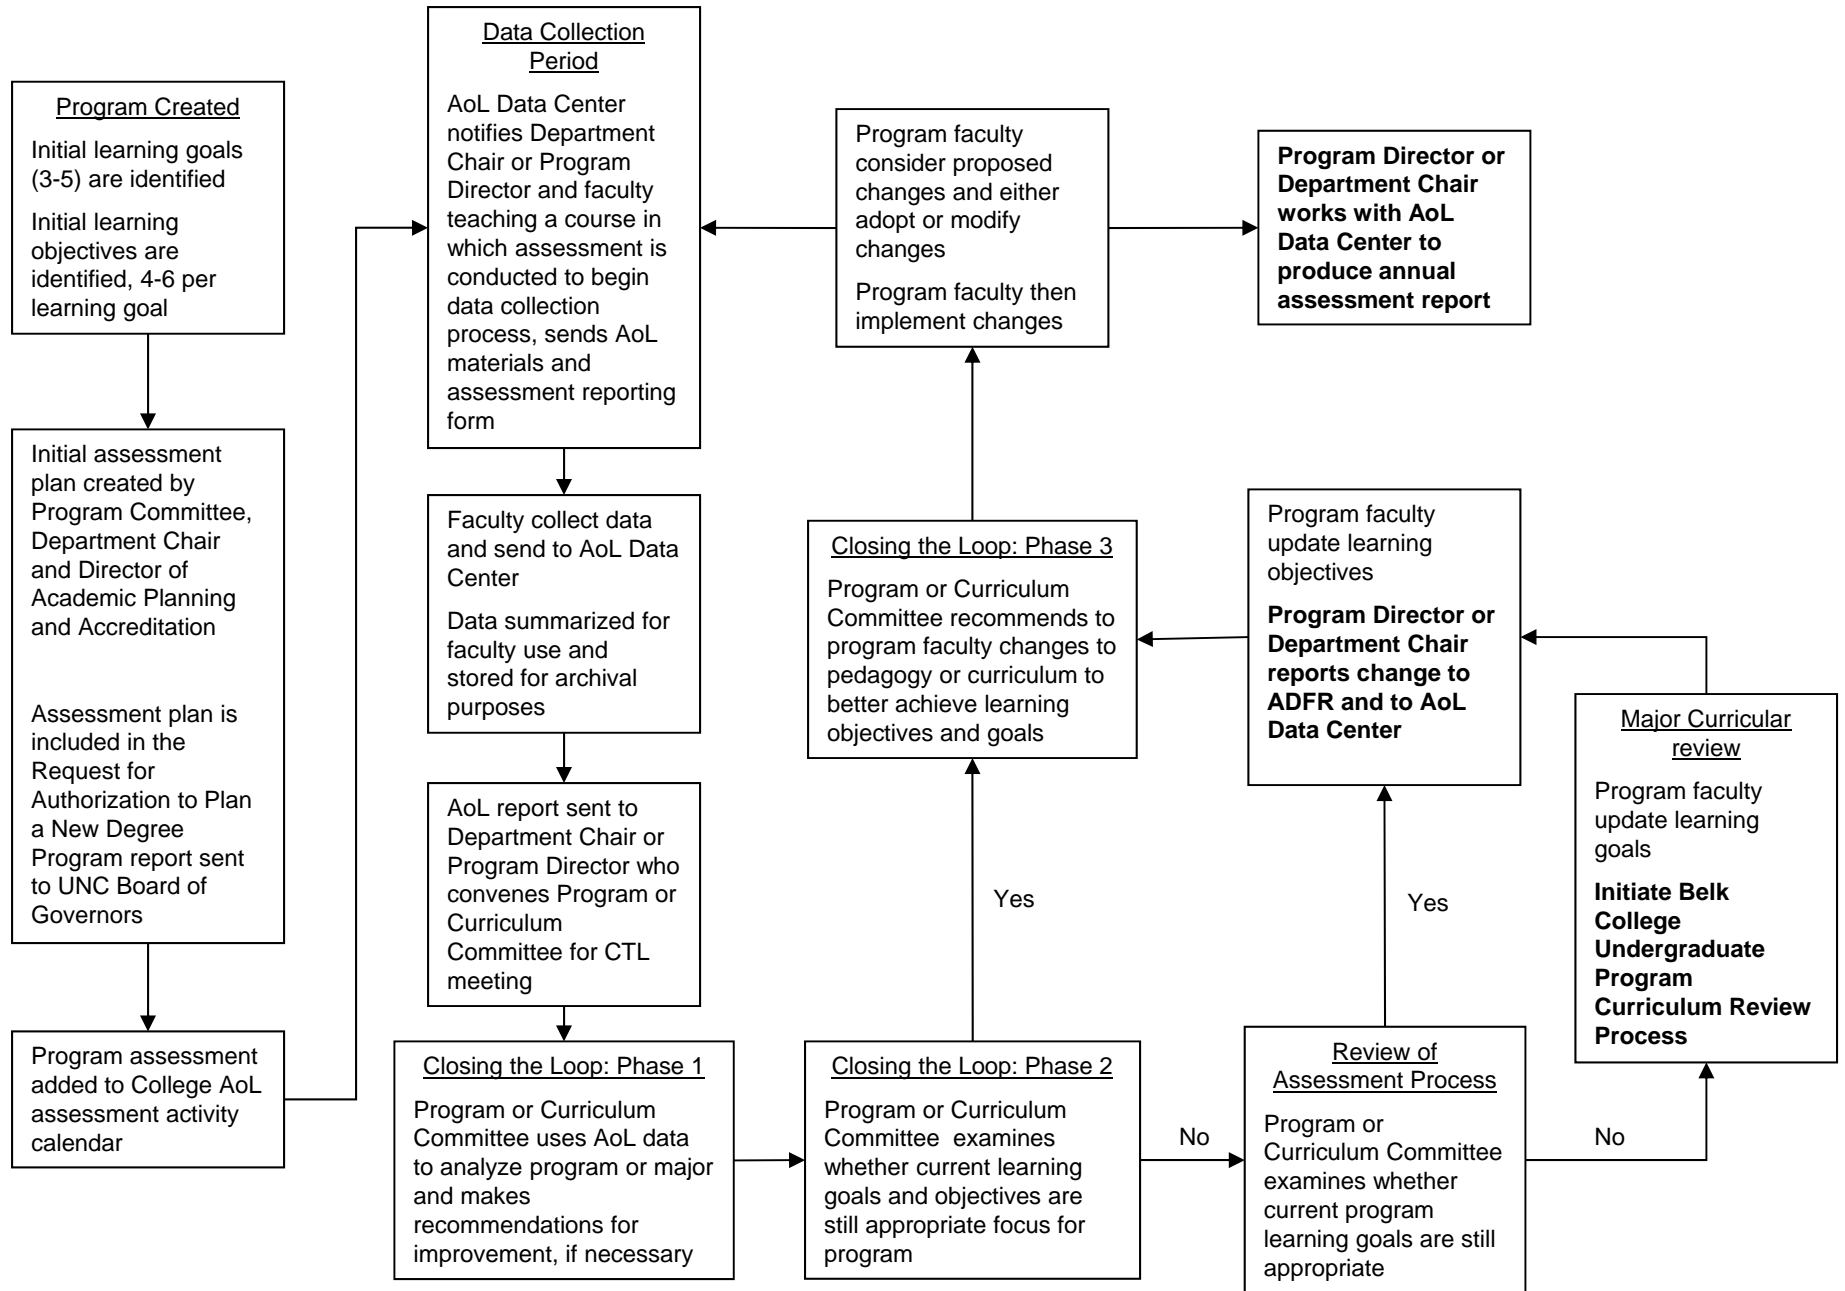 Program Created
Initial learning goals
(3-5) are identified
Initial learning
objectives are
identified, 4-6 per
learning goal
Initial assessment
plan created by
Program Committee,
Department Chair
and Director of
Academic Planning
and Accreditation
Assessment plan is
included in the
Request for
Authorization to Plan
a New Degree
Program report sent
to UNC Board of
Governors
Program assessment
added to College AoL
assessment activity
calendar
Data Collection
Period
AoL Data Center
notifies Department
Chair or Program
Director and faculty
teaching a course in
which assessment is
conducted to begin
data collection
process, sends AoL
materials and
assessment reporting
form
Faculty collect data
and send to AoL Data
Center
Data summarized for
faculty use and
stored for archival
purposes
AoL report sent to
Department Chair or
Program Director who
convenes Program or
Curriculum
Committee for CTL
meeting
Closing the Loop: Phase 1
Program or Curriculum
Committee uses AoL data
to analyze program or major
and makes
recommendations for
improvement, if necessary
Closing the Loop: Phase 2
Program or Curriculum
Committee  examines
whether current learning
goals and objectives are
still appropriate focus for
program
Yes
No
Closing the Loop: Phase 3
Program or Curriculum
Committee recommends to
program faculty changes to
pedagogy or curriculum to
better achieve learning
objectives and goals
Program faculty
consider proposed
changes and either
adopt or modify
changes
Program faculty then
implement changes
Program Director or
Department Chair
works with AoL
Data Center to
produce annual
assessment report
Review of
Assessment Process
Program or
Curriculum Committee
examines whether
current program
learning goals are still
appropriate
Yes
No
Program faculty
update learning
objectives
Program Director or
Department Chair
reports change to
ADFR and to AoL
Data Center
Major Curricular
review
Program faculty
update learning
goals
Initiate Belk
College
Undergraduate
Program
Curriculum Review
Process